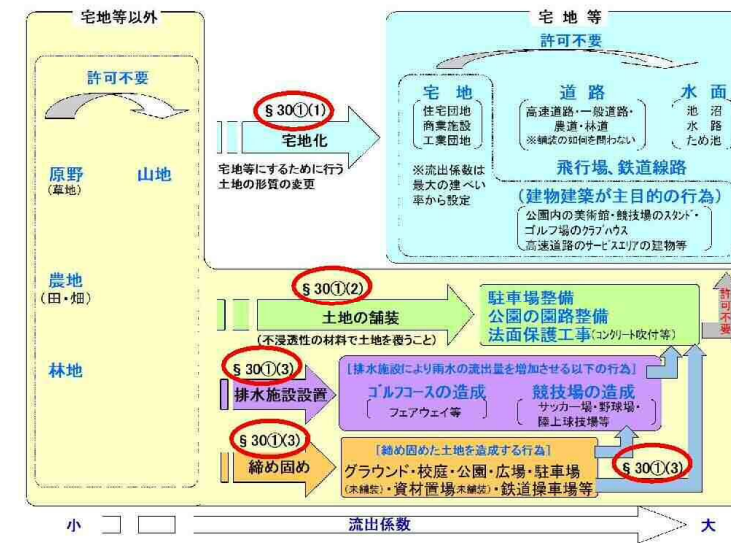 宅地等以外
許可不要
原野
(草地)
山地
農地
(田・畑)
林地
§30①(1)
宅地化
宅地等にするために行う
土地の形質の変更
宅地等
許可不要
宅地
住宅団地
商業施設
工業団地
※流出係数は
最大の建ぺい
率から設定
道路
高速道路・一般道路・
農道・林道
※舗装の如何を問わない
水面
池沼
水路
ため池
飛行場、鉄道線路
(建物建築が主目的の行為)
公園内の美術館・競技場のスタンド・
ゴルフ場のクラブハウス
高速道路のサービスエリアの建物等
§30①(2)
土地の舗装
(不浸透性の材料で土地を覆うこと)
駐車場整備
公園の園路整備
法面保護工事(コンクリート吹付等)
許可不要
§30①(3)
排水施設設置
[排水施設により雨水の流出量を増加させる以下の行為]
ゴルフコースの造成
フェアウェイ等
競技場の造成
サッカー場・野球場・
陸上球技場等
§30①(3)
締め固め
[締め固めた土地を造成する行為]
グラウンド・校庭・公園・広場・駐車場
(未舗装)・資材置場(未舗装)・鉄道操車場等
§30①(3)
小
流出係数
大